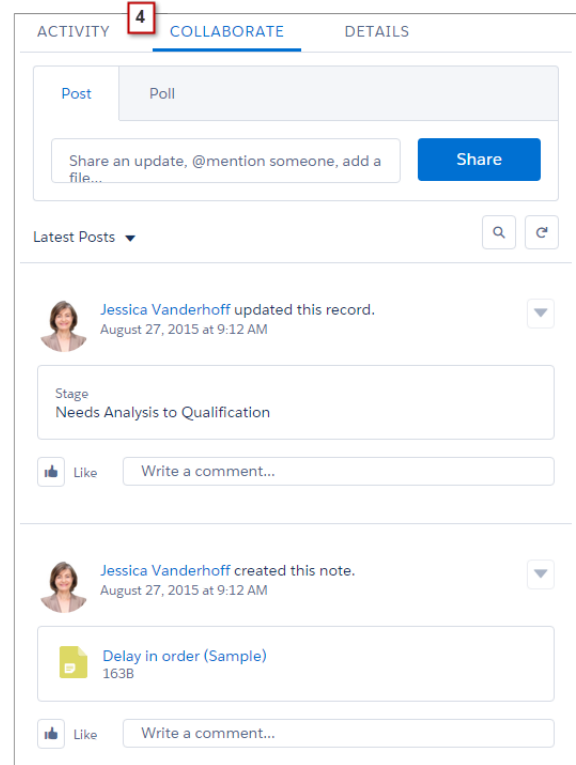 ACTIVITY 4 COLLABORATE DETAILS
Post Poll
Share an update, @mention someone, add a
file...
Share
Latest Posts
Jessica Vanderhoff updated this record.
August 27, 2015 at 9:12 AM
Stage
Needs Analysis to Qualification
Like Write a comment...
Jessica Vanderhoff created this note.
August 27, 2015 at 9:12 AM
Delay in order (Sample)
163B
Like Write a comment...